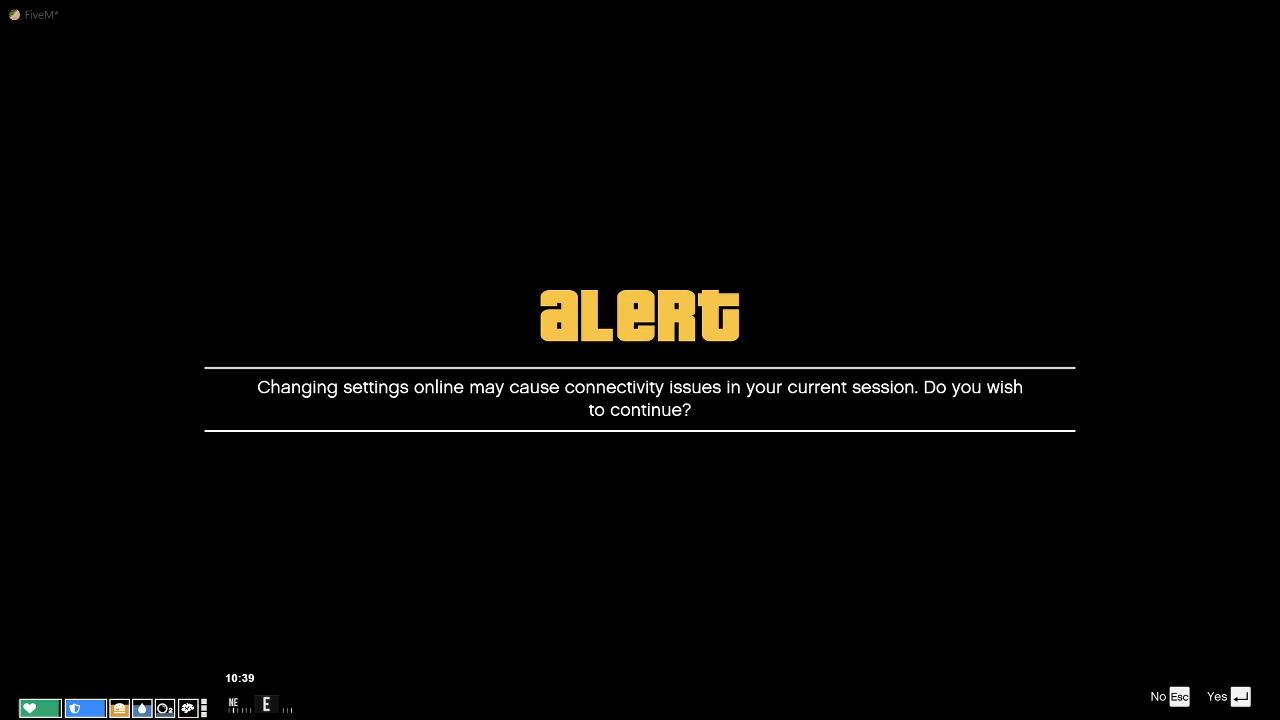 FiveM*
alert
Changing settings online may cause connectivity issues in your current session. Do you wish
to continue?
10:39
NE E
O2
No Esc Yes